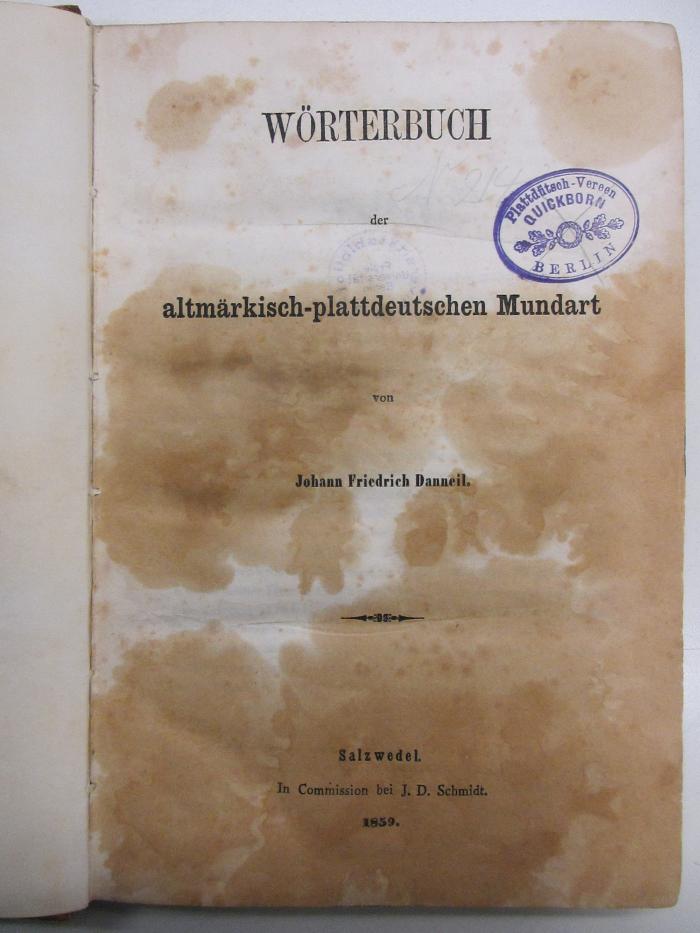 WÖRTERBUCH
Plattdütsch-Vereen
QUICKBORN
BERLIN
der
altmärkisch-plattdeutschen Mundart
von
Johann Friedrich Danneil.
Salzwedel.
In Commission bei J. D. Schmidt.
1859.